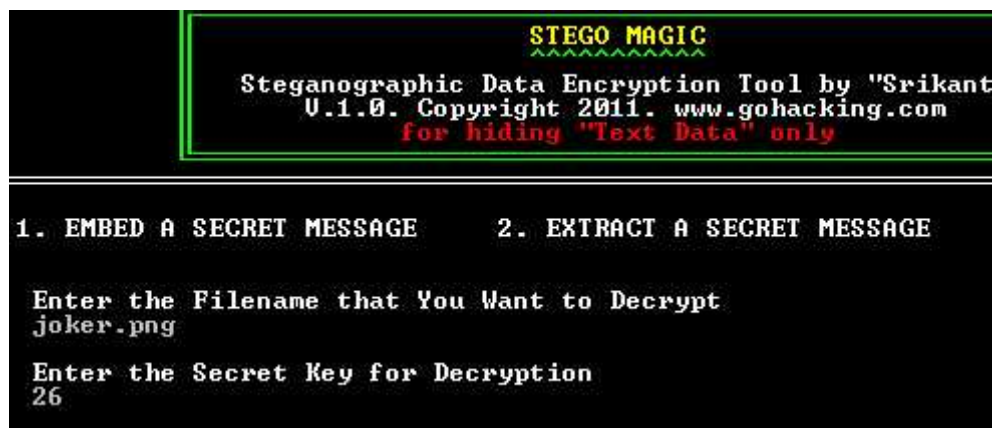 STEGO MAGIC
Steganographic Data Encryption Tool by "Srikant
V.1.0. Copyright 2011. www.gohacking.com
for hiding "Text Data" only
1. EMBED A SECRET MESSAGE 2. EXTRACT A SECRET MESSAGE
Enter the Filename that You Want to Decrypt
joker.png
Enter the Secret Key for Decryption
26